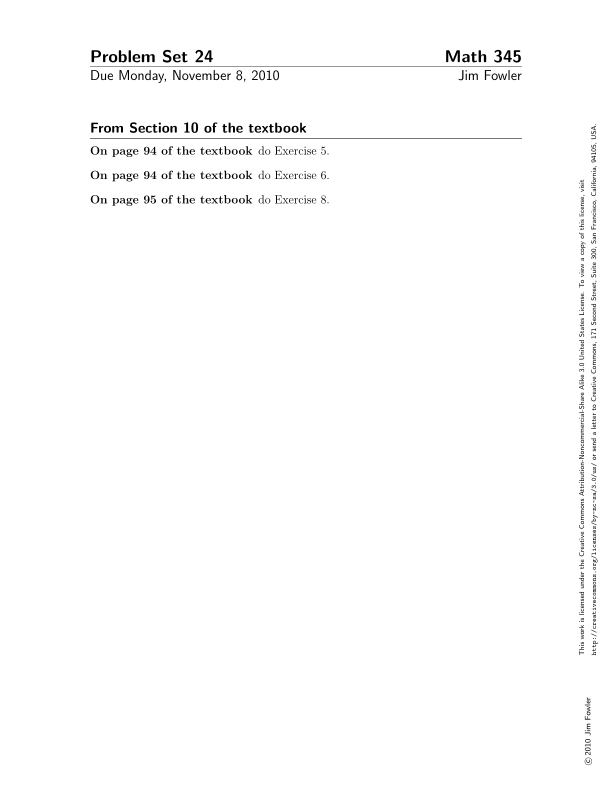 Problem Set 24 Math 345
Due Monday, November 8, 2010 Jim Fowler
From Section 10 of the textbook
On page 94 of the textbook do Exercise 5.
On page 94 of the textbook do Exercise 6.
On page 95 of the textbook do Exercise 8.
This work is licensed under the Creative Commons Attribution-Noncommercial-Share Alike 3.0 United States License. To view a copy of this license, visit
http://creativecommons.org/licenses/by-nc-sa/3.0/us/ or send a letter to Creative Commons, 171 Second Street, Suite 300, San Francisco, California, 94105, USA.
© 2010 Jim Fowler